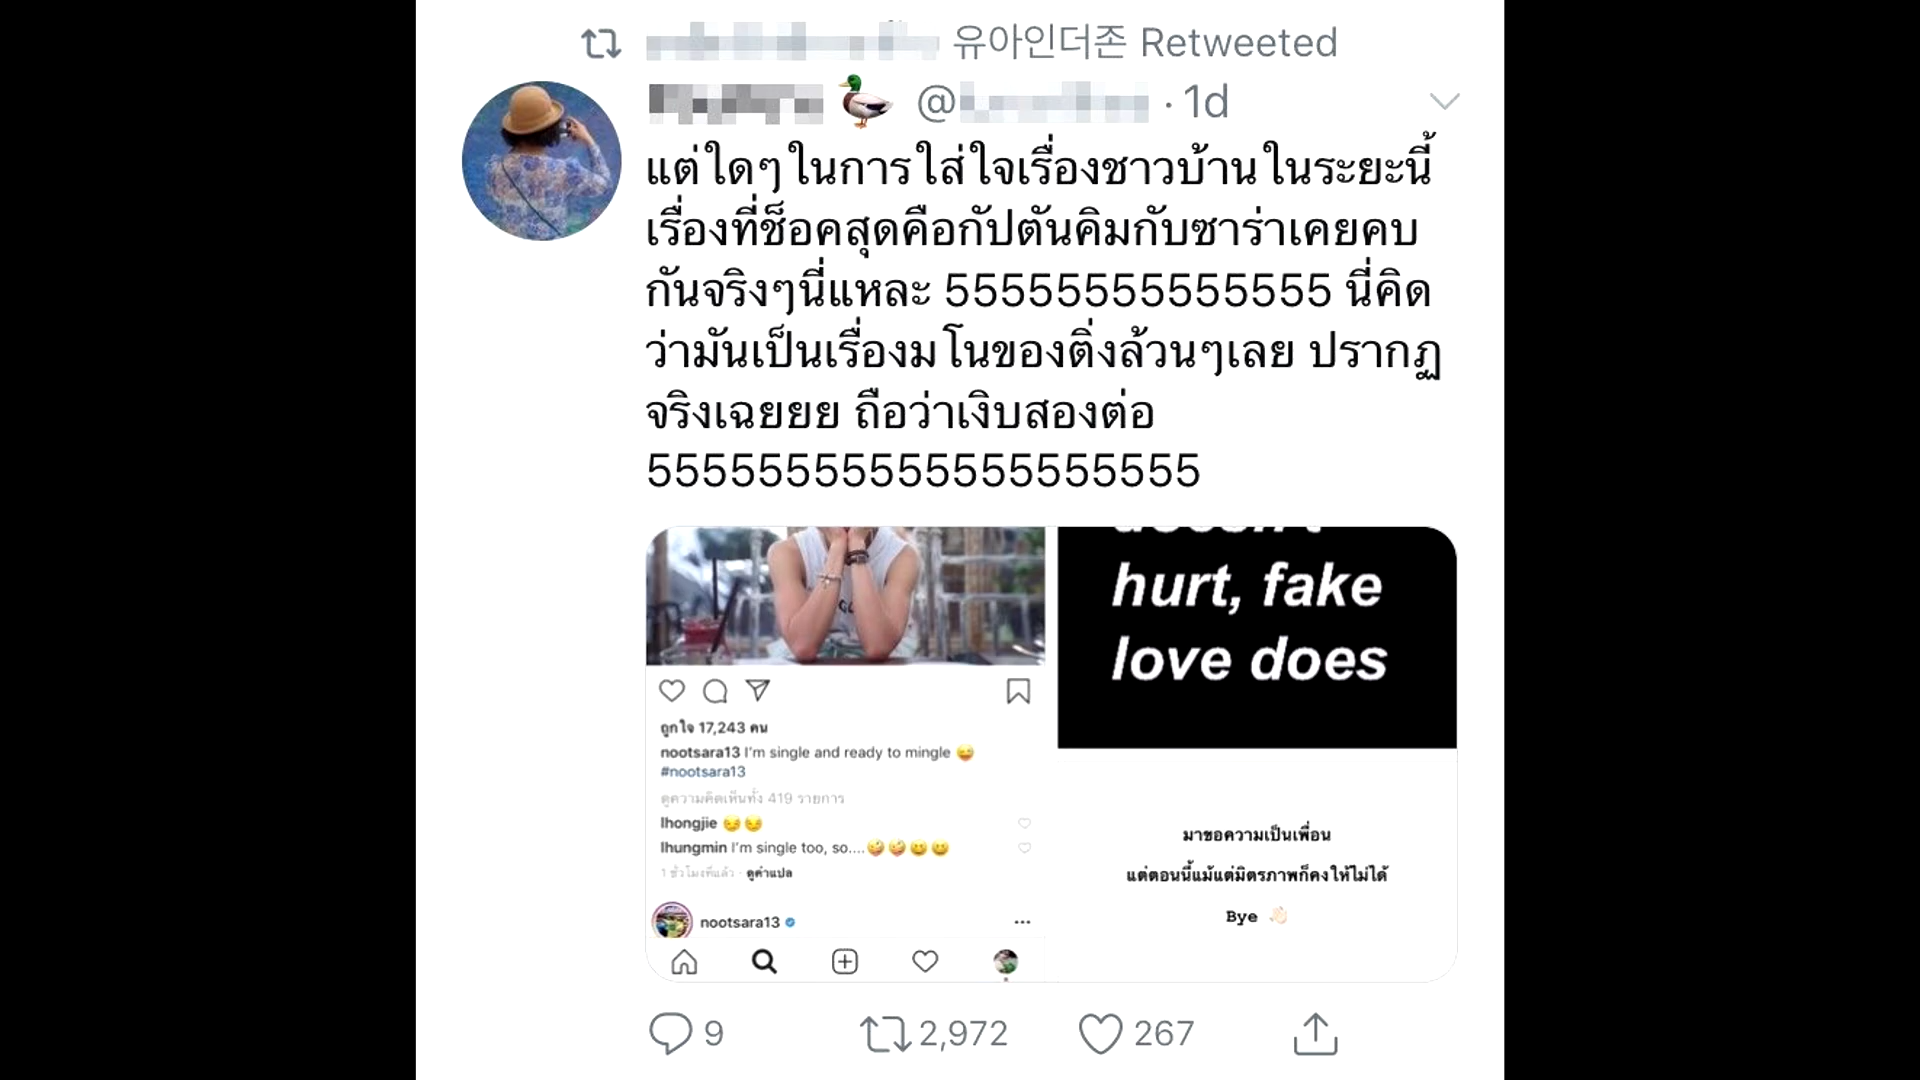 유아인더존 Retweeted
@ · 1d
แต่ใดๆในการใส่ใจเรื่องชาวบ้านในระยะนี้
เรื่องที่ช็อคสุดคือกัปตันคิมกับซาร่าเคยคบ
กันจริงๆนี่แหละ 55555555555555 นี่คิด
ว่ามันเป็นเรื่องมโนของติ่งล้วนๆเลย ปรากฏ
จริงเฉยยย ถือว่าเงิบสองต่อ
55555555555555555555
ถูกใจ 17,243 คน
nootsara13 I'm single and ready to mingle 😅
#nootsara13
ดูความคิดเห็นทั้ง 419 รายการ
lhongjie 😏😏
lhungmin I'm single too, so....🤪🤪😄😄
1 ชั่วโมงที่แล้ว · ดูคำแปล
nootsara13
hurt, fake
love does
มาขอความเป็นเพื่อน
แต่ตอนนี้แม้แต่มิตรภาพก็คงให้ไม่ได้
Bye 👋🏻
9 2,972 267